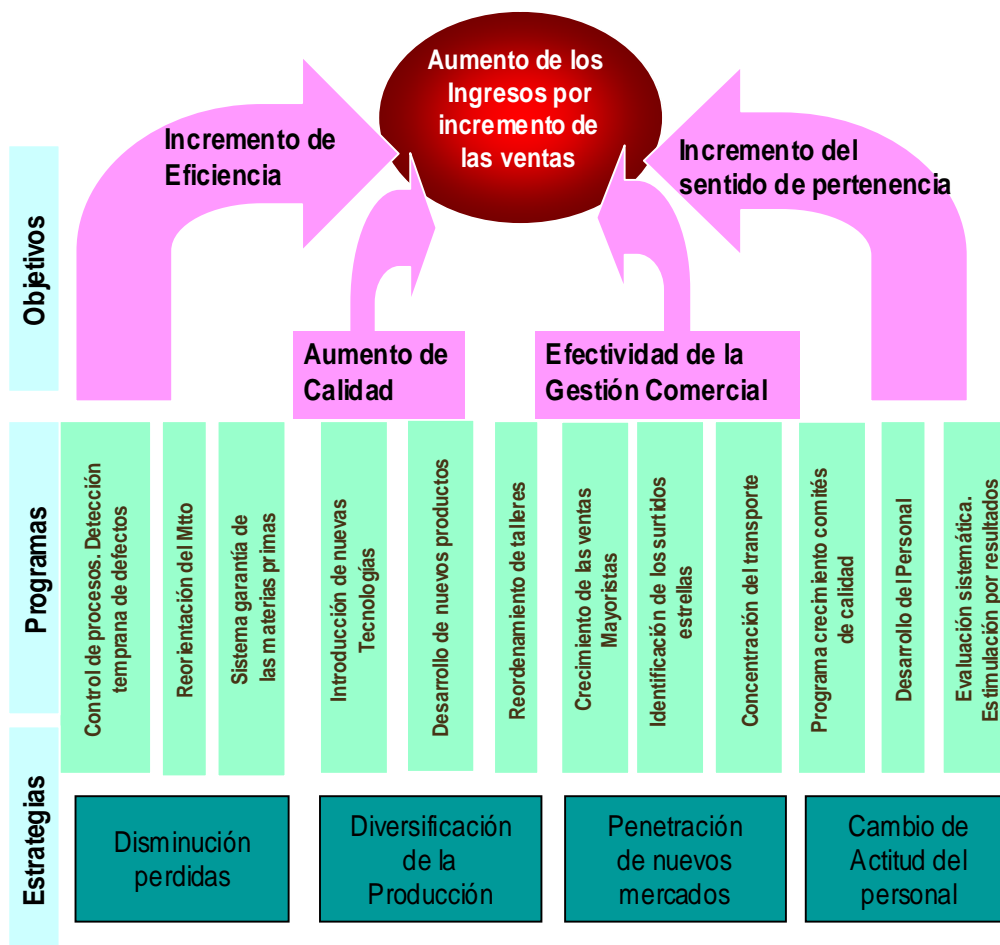 Aumento de los
Ingresos por
incremento de
las ventas
Incremento de
Eficiencia
Incremento del
sentido de pertenencia
Objetivos
Aumento de
Calidad
Efectividad de la
Gestión Comercial
Programas
Control de procesos. Detección
temprana de defectos
Reorientación del Mtto
Sistema garantía de
las materias primas
Introducción de nuevas
Tecnologías
Desarrollo de nuevos productos
Reordenamiento de talleres
Crecimiento de las ventas
Mayoristas
Identificación de los surtidos
estrellas
Concentración del transporte
Programa crecimiento comités
de calidad
Desarrollo del Personal
Evaluación sistemática.
Estimulación por resultados
Estrategias
Disminución
perdidas
Diversificación
de la
Producción
Penetración
de nuevos
mercados
Cambio de
Actitud del
personal